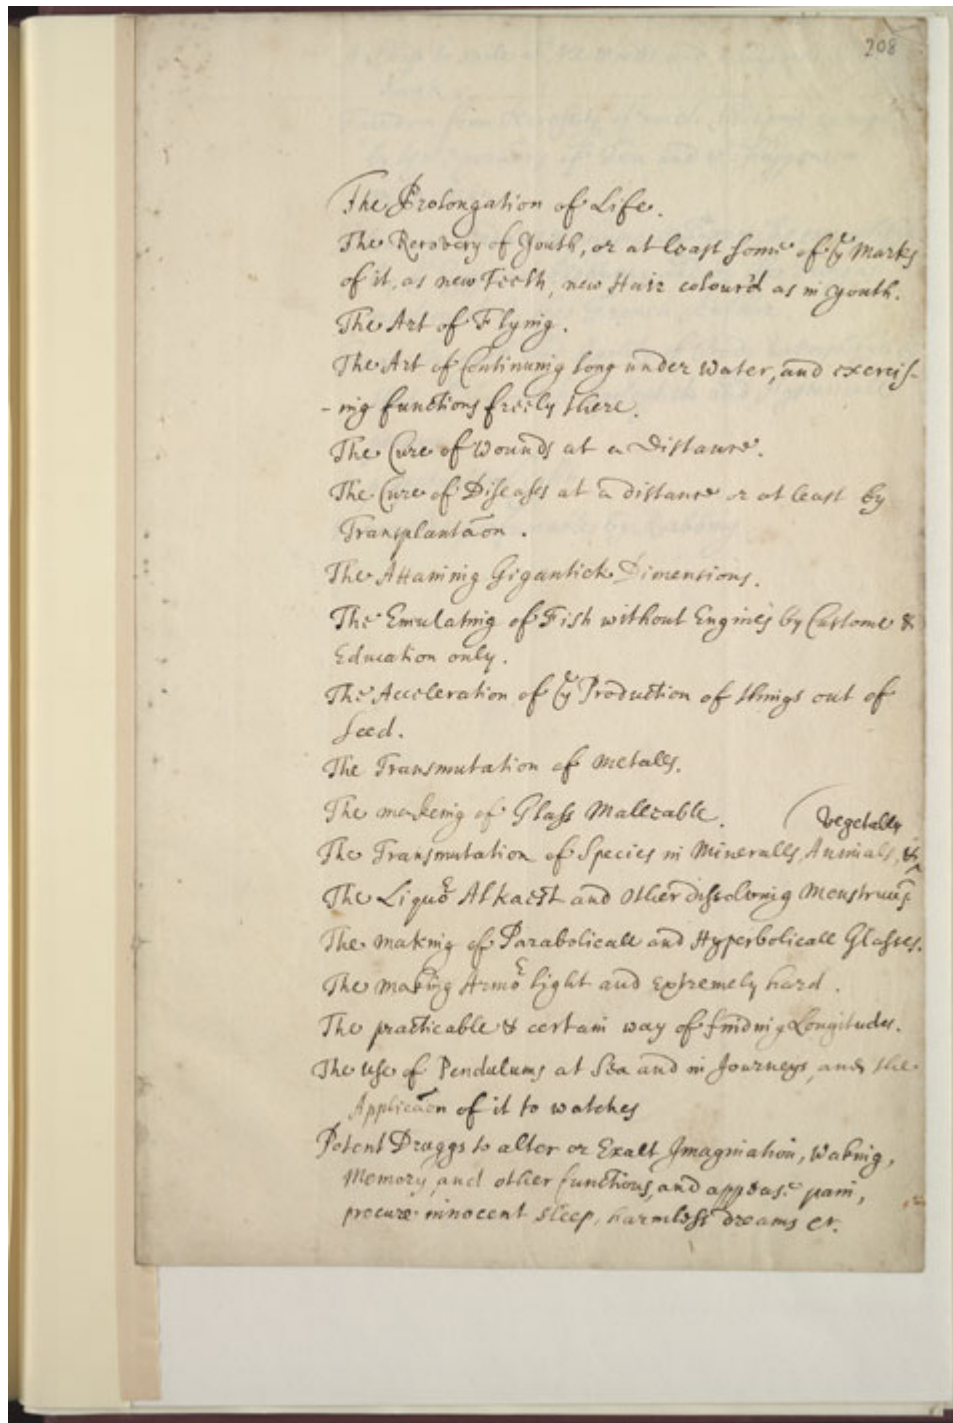 208
The Prolongation of Life.
The Recovery of Youth, or at least some of yͤ Marks
of it, as new Teeth, new Hair colour'd as in youth.
The Art of Flying.
The Art of Continuing long under water, and exercis-
-ing functions freely there.
The Cure of Wounds at a Distance.
The Cure of Diseases at a distance or at least by
Transplantaõn.
The Attaining Gigantick Dimensions.
The Emulating of Fish without Engines by Custome &
Education only.
The Acceleration of yͤ Production of things out of
Seed.
The Transmutation of Metalls.
The makeing of Glass Malleable.
Vegetables
The Transmutation of Species in Mineralls, Animals, &
The Liquoͬ Alkaest and other dissolving Menstruums
The making of Parabolicall and Hyperbolicall Glasses.
The making Armoͬ light and extremely hard.
The practicable & certain way of finding Longitudes.
The use of Pendulums at Sea and in Journeys, and the
Applicaõn of it to watches
Potent Druggs to alter or Exalt Imagination, Waking,
Memory, and other functions, and appease pain,
procure innocent sleep, harmless dreams etc.